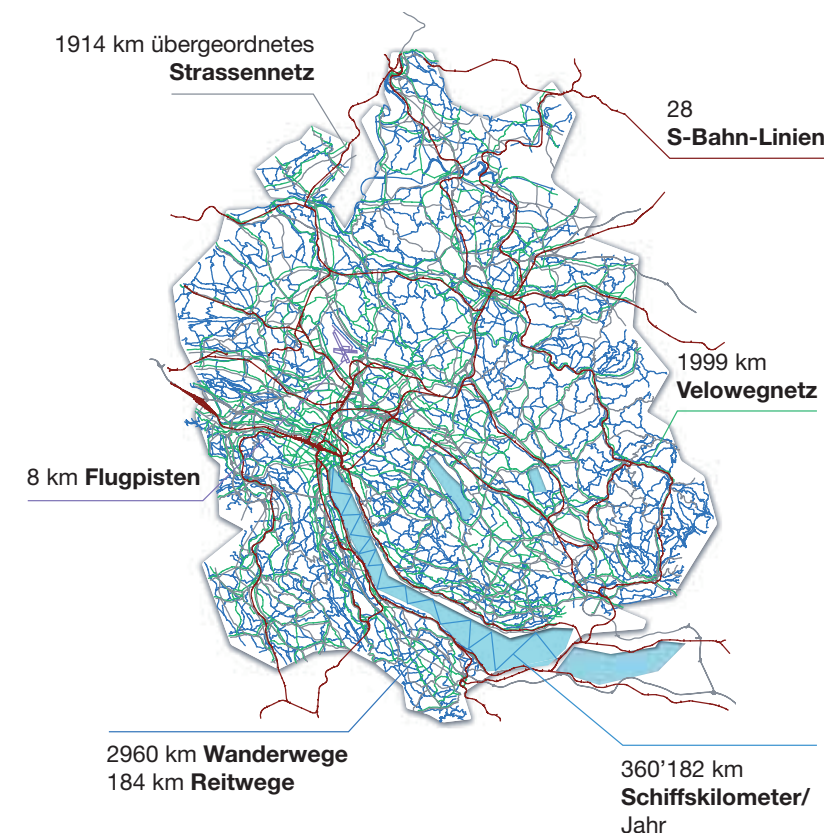 1914 km übergeordnetes
Strassennetz
28
S-Bahn-Linien
1999 km
Velowegnetz
8 km Flugpisten
2960 km Wanderwege
184 km Reitwege
360’182 km
Schiffskilometer/
Jahr